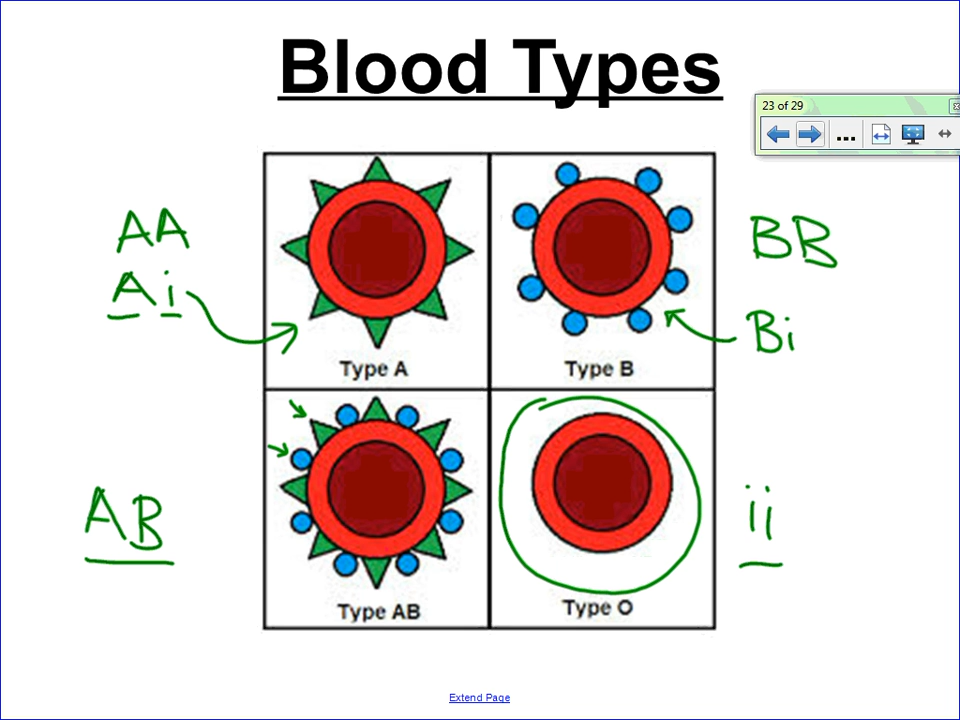 Blood Types
23 of 29
AA
Ai
BB
Bi
Type A
Type B
AB
ii
Type AB
Type O
Extend Page